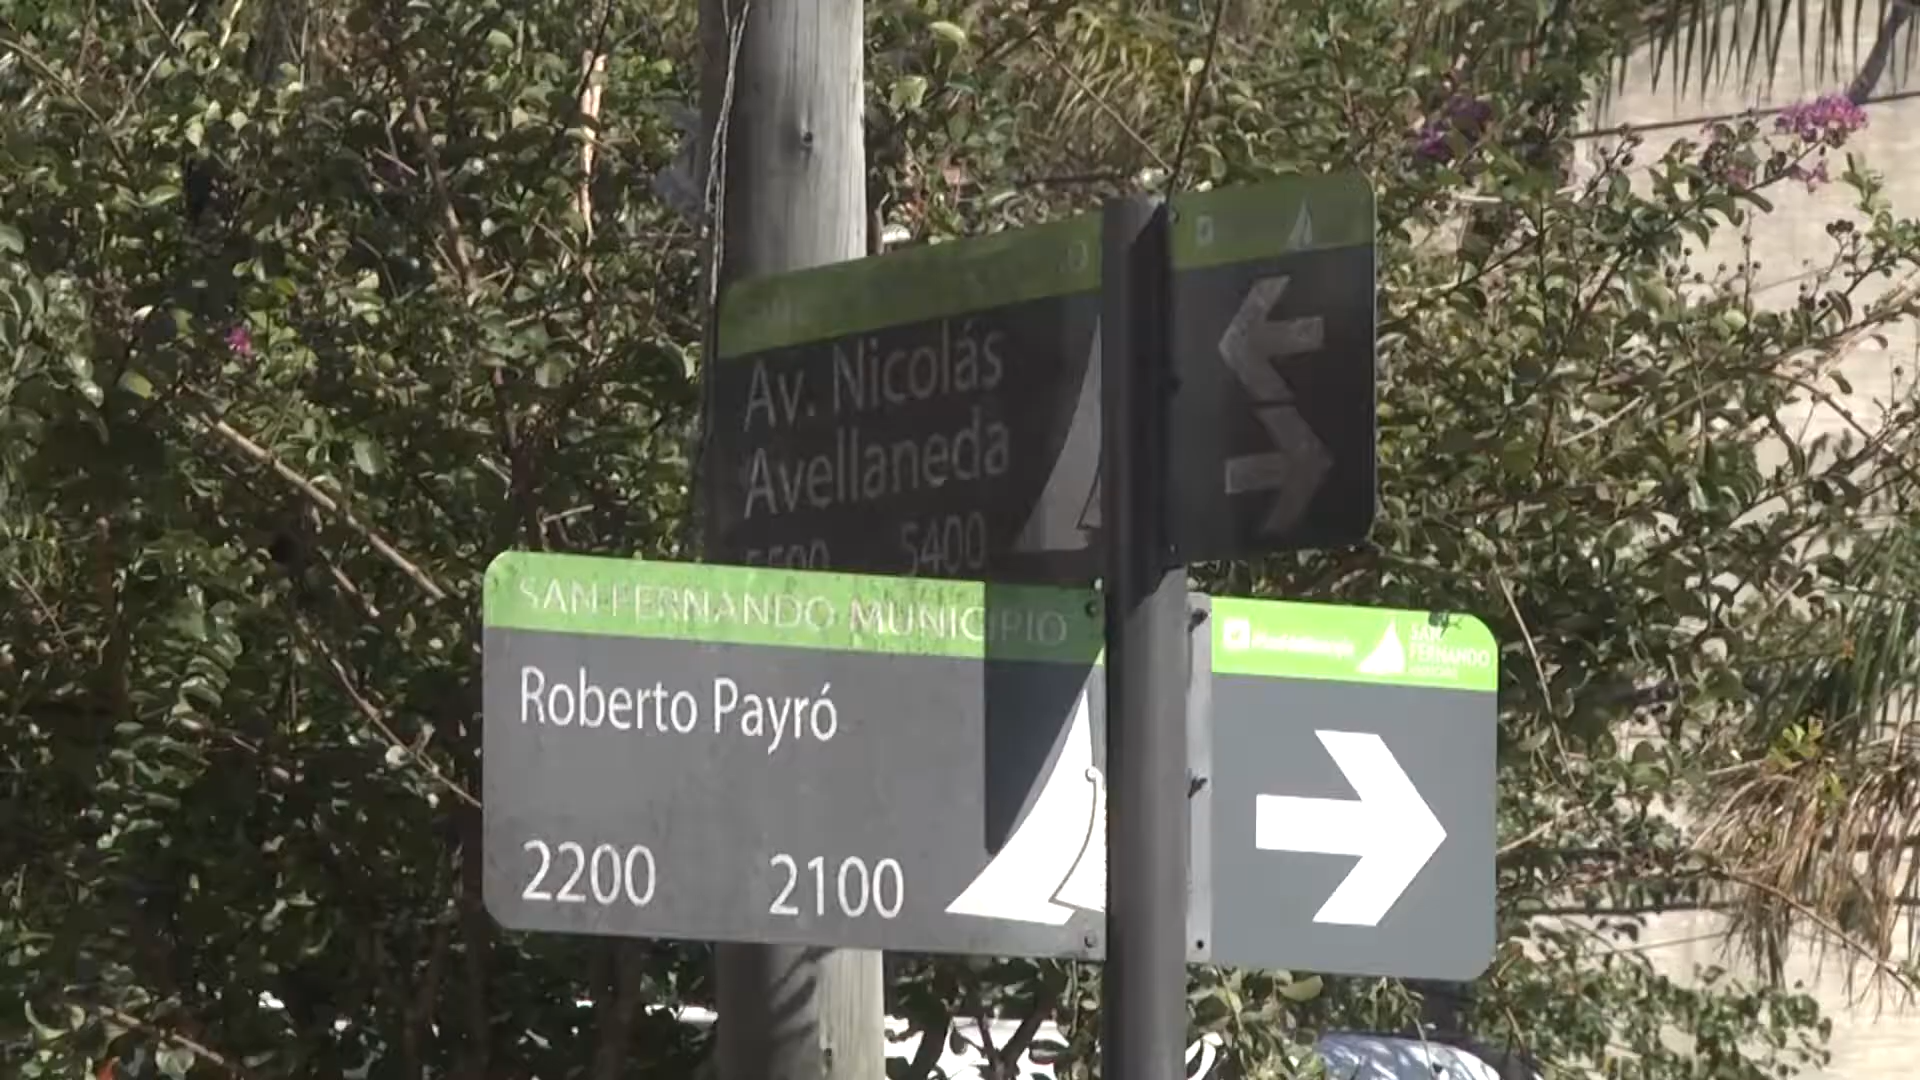 Av. Nicolás
Avellaneda
5500 5400
SAN FERNANDO MUNICIPIO
Roberto Payró
2200 2100
SAN
FERNANDO